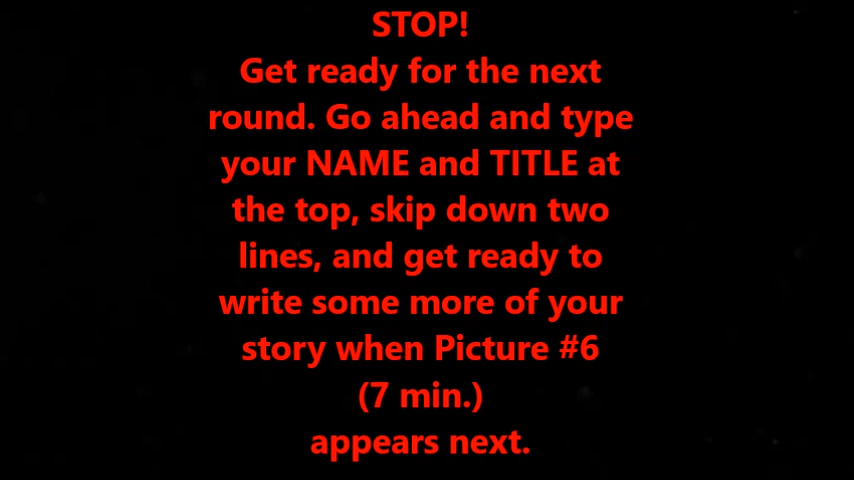 STOP!
Get ready for the next
round. Go ahead and type
your NAME and TITLE at
the top, skip down two
lines, and get ready to
write some more of your
story when Picture #6
(7 min.)
appears next.